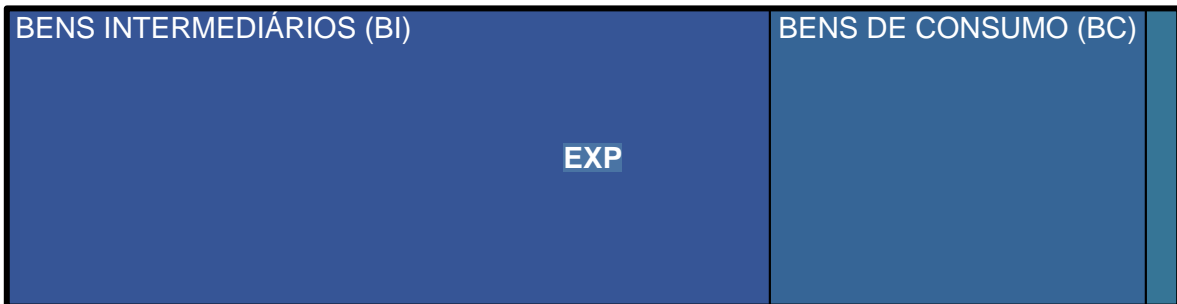 BENS INTERMEDIÁRIOS (BI)
BENS DE CONSUMO (BC)
EXP